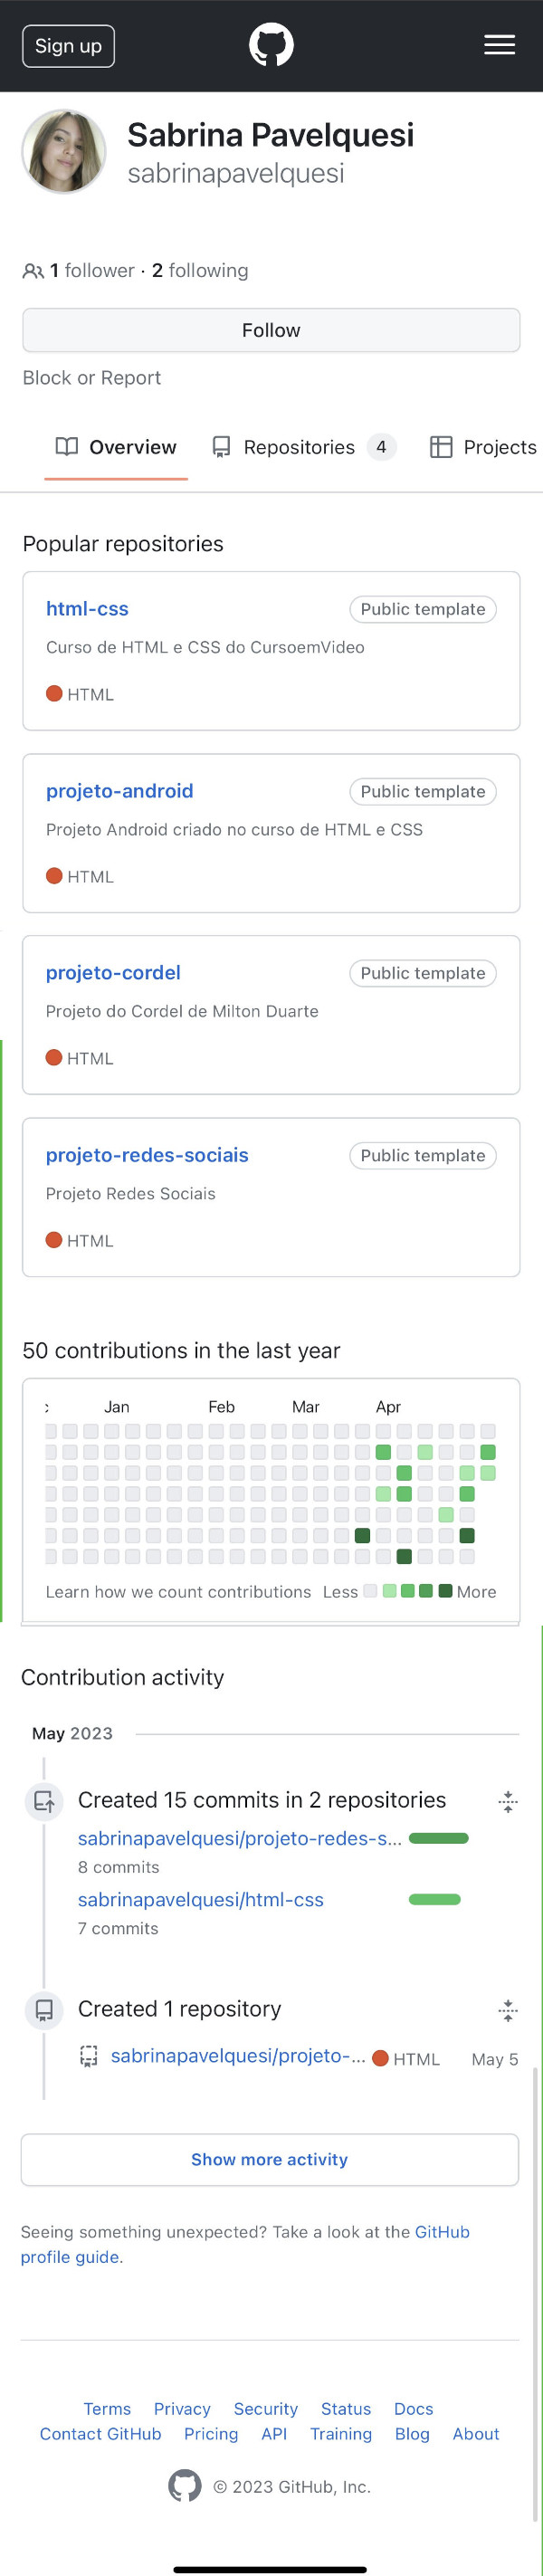 Sign up
Sabrina Pavelquesi
sabrinapavelquesi
1 follower · 2 following
Follow
Block or Report
Overview Repositories 4 Projects
Popular repositories
html-css Public template
Curso de HTML e CSS do CursoemVideo
HTML
projeto-android Public template
Projeto Android criado no curso de HTML e CSS
HTML
projeto-cordel Public template
Projeto do Cordel de Milton Duarte
HTML
projeto-redes-sociais Public template
Projeto Redes Sociais
HTML
50 contributions in the last year
Jan Feb Mar Apr
Learn how we count contributions Less More
Contribution activity
May 2023
Created 15 commits in 2 repositories
sabrinapavelquesi/projeto-redes-s...
8 commits
sabrinapavelquesi/html-css
7 commits
Created 1 repository
sabrinapavelquesi/projeto-... HTML May 5
Show more activity
Seeing something unexpected? Take a look at the GitHub
profile guide.
Terms Privacy Security Status Docs
Contact GitHub Pricing API Training Blog About
© 2023 GitHub, Inc.